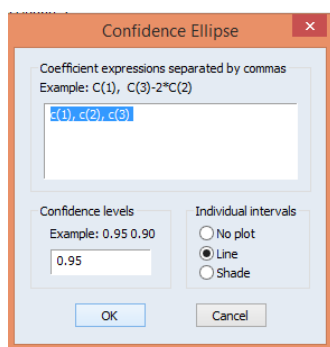 Confidence Ellipse
Coefficient expressions separated by commas
Example: C(1), C(3)-2*C(2)
c(1), c(2), c(3)
Confidence levels
Example: 0.95 0.90
0.95
Individual intervals
No plot
Line
Shade
OK
Cancel